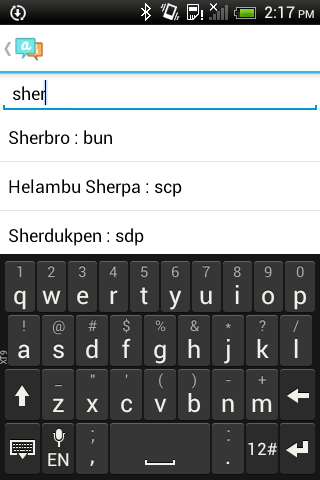 2:17 PM
sher
Sherbro : bun
Helambu Sherpa : scp
Sherdukpen : sdp
1 2 3 4 5 6 7 8 9 0
q w e r t y u i o p
! @ # $ % & * ? /
a s d f g h j k l
XT9
_ " ' ( ) - +
z x c v b n m
; :
EN , . 12#